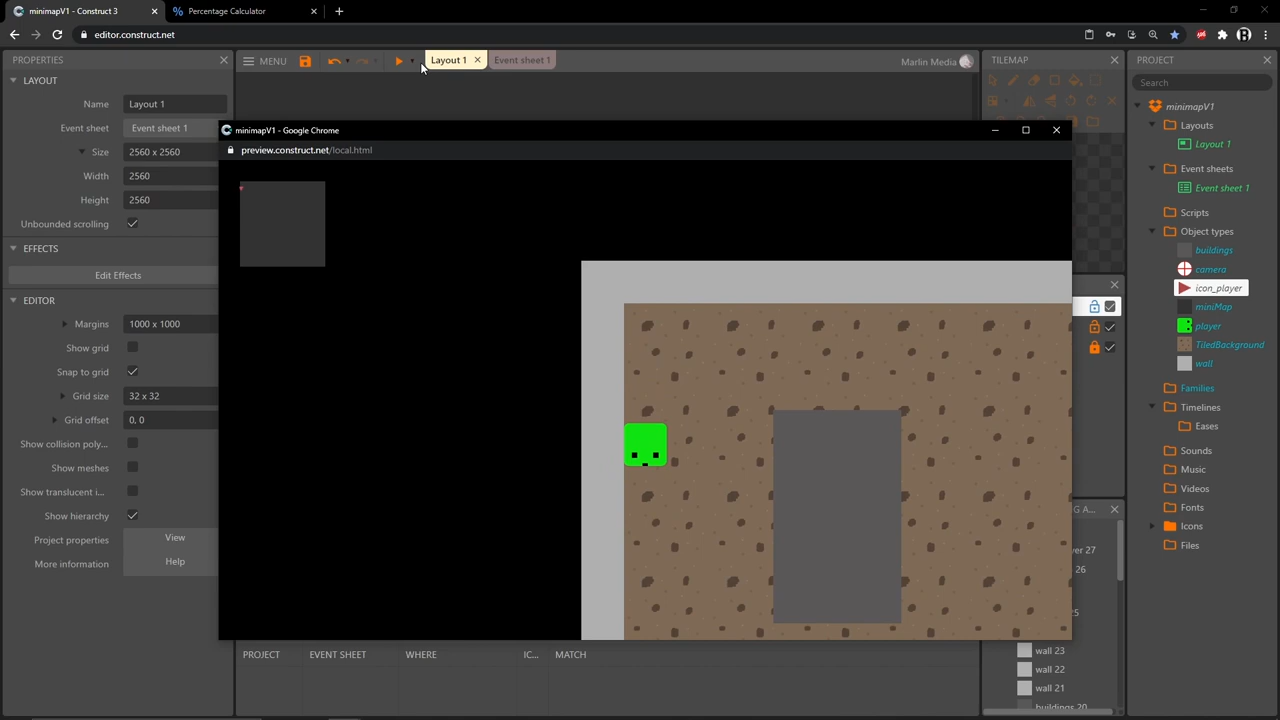 minimapV1 - Construct 3
Percentage Calculator
editor.construct.net
PROPERTIES
MENU
Layout 1
Event sheet 1
Marlin Media
TILEMAP
PROJECT
LAYOUT
Search
Name
Layout 1
minimapV1
Event sheet
Event sheet 1
Layouts
minimapV1 - Google Chrome
Layout 1
Size
2560 x 2560
preview.construct.net/local.html
Event sheets
Width
2560
Event sheet 1
Height
2560
Scripts
Unbounded scrolling
Object types
EFFECTS
buildings
Edit Effects
camera
EDITOR
icon_player
Margins
1000 x 1000
miniMap
Show grid
player
Snap to grid
TiledBackground
Grid size
32 x 32
wall
Grid offset
0, 0
Families
Show collision poly...
Timelines
Show meshes
Eases
Show translucent i...
Sounds
Show hierarchy
Music
Project properties
View
Videos
More information
Help
Fonts
Icons
Files
wall 23
wall 22
wall 21
buildings 20
PROJECT
EVENT SHEET
WHERE
IC...
MATCH